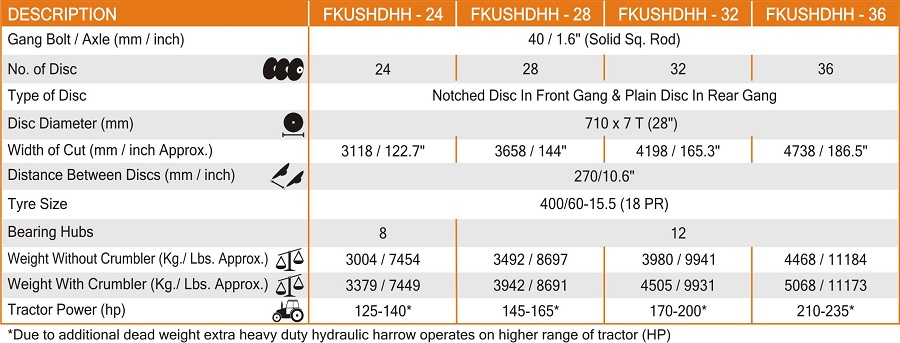 DESCRIPTION FKUSHDHH - 24 FKUSHDHH - 28 FKUSHDHH - 32 FKUSHDHH - 36
Gang Bolt / Axle (mm / inch) 40 / 1.6" (Solid Sq. Rod)
No. of Disc 24 28 32 36
Type of Disc Notched Disc In Front Gang & Plain Disc In Rear Gang
Disc Diameter (mm) 710 x 7 T (28")
Width of Cut (mm / inch Approx.) 3118 / 122.7" 3658 / 144" 4198 / 165.3" 4738 / 186.5"
Distance Between Discs (mm / inch) 270/10.6"
Tyre Size 400/60-15.5 (18 PR)
Bearing Hubs 8 12
Weight Without Crumbler (Kg./ Lbs. Approx.) 3004 / 7454 3492 / 8697 3980 / 9941 4468 / 11184
Weight With Crumbler (Kg./ Lbs. Approx.) 3379 / 7449 3942 / 8691 4505 / 9931 5068 / 11173
Tractor Power (hp) 125-140* 145-165* 170-200* 210-235*
*Due to additional dead weight extra heavy duty hydraulic harrow operates on higher range of tractor (HP)